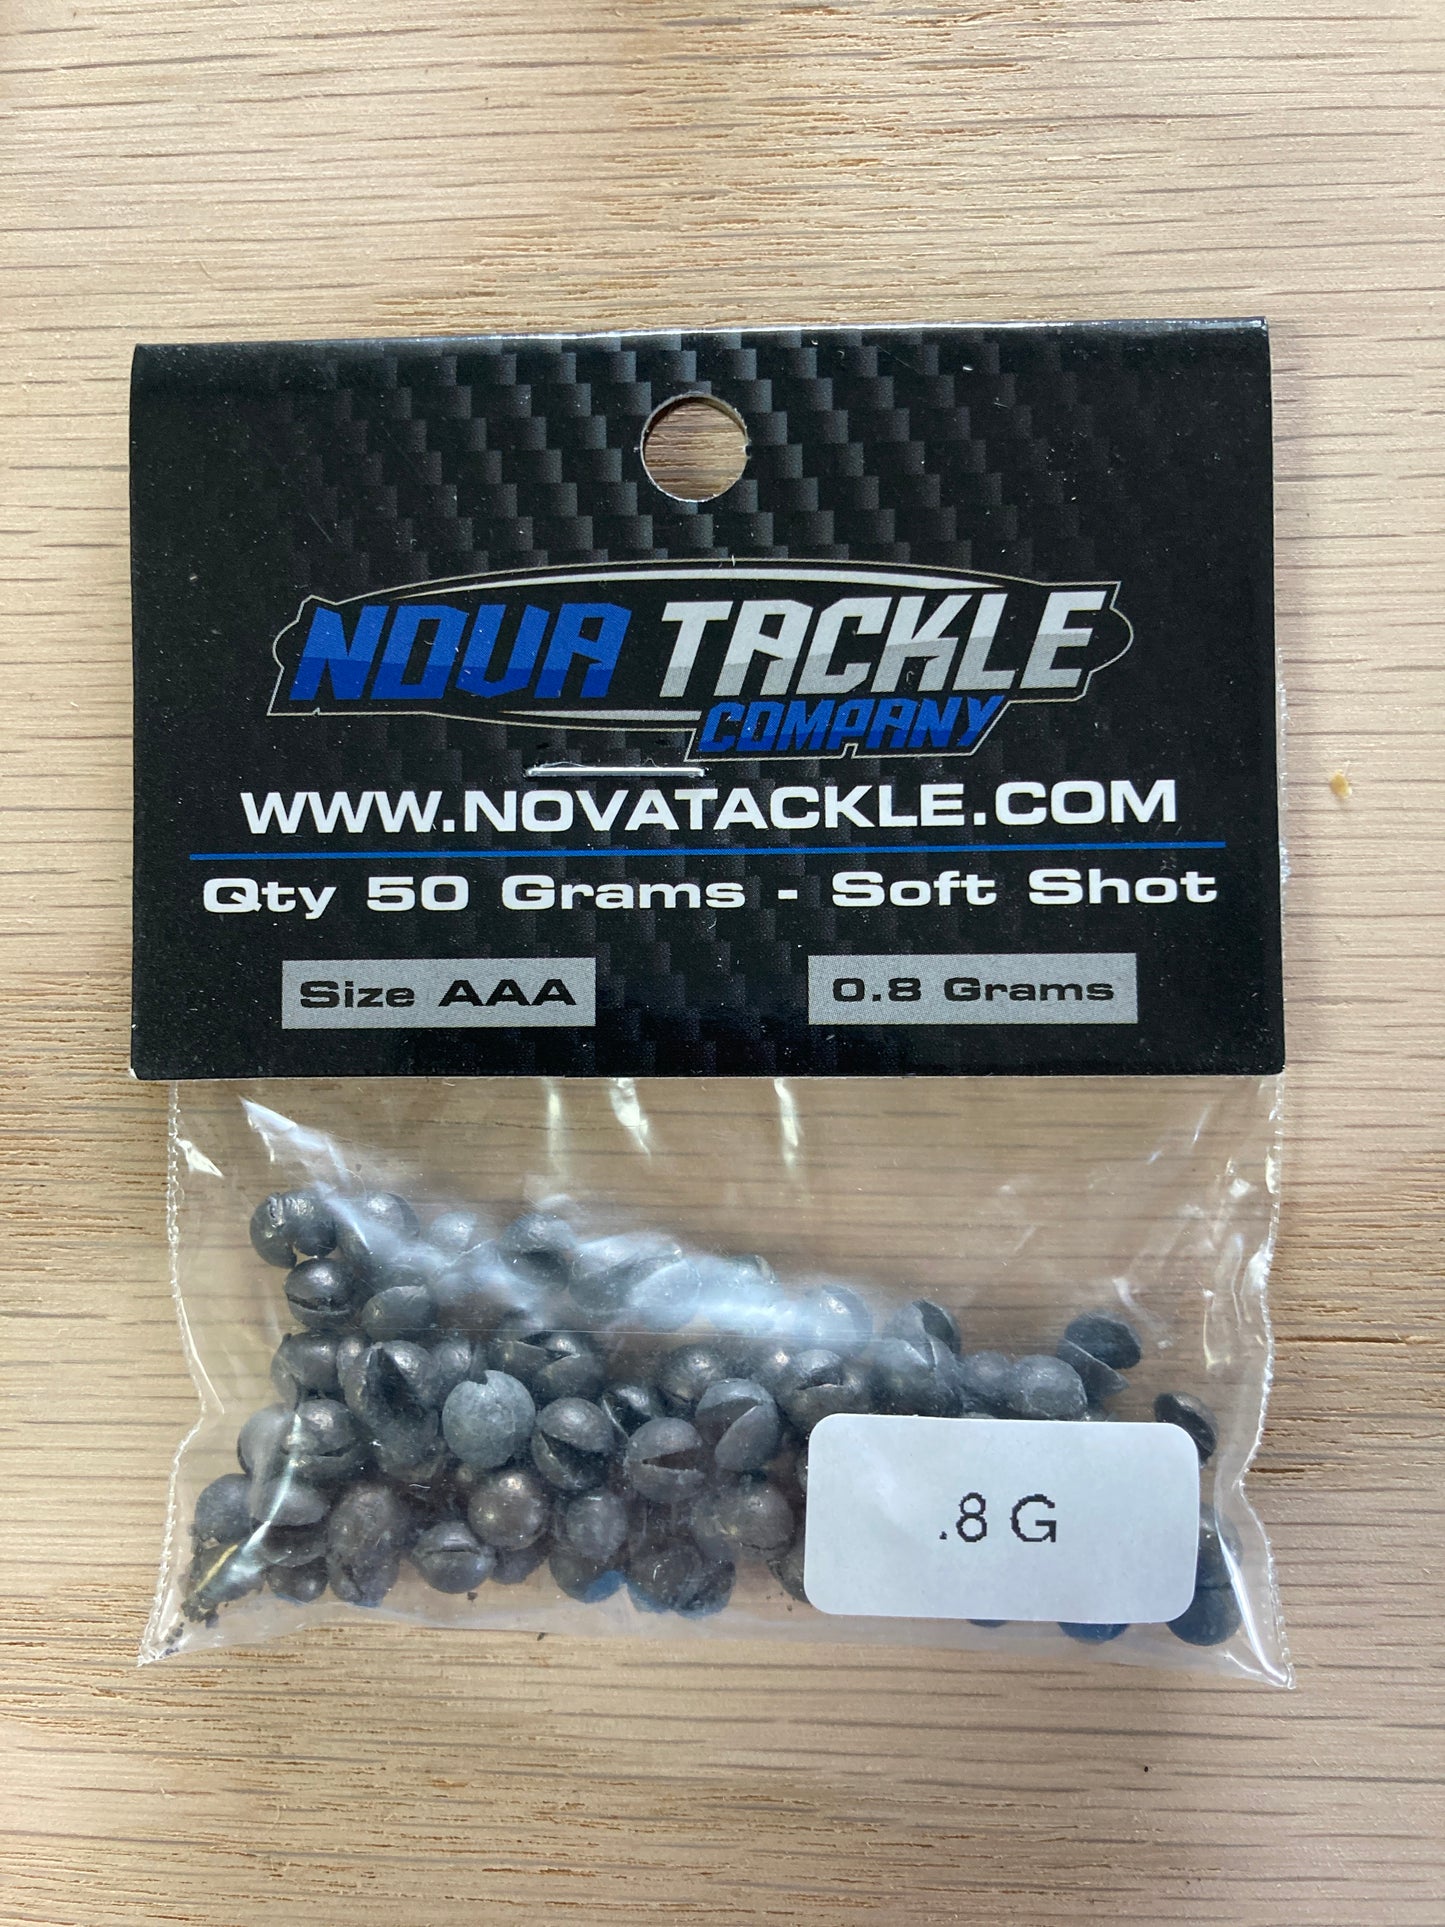 NOVA TACKLE
COMPANY
WWW.NOVATACKLE.COM
Qty 50 Grams - Soft Shot
Size AAA
0.8 Grams
.8 G